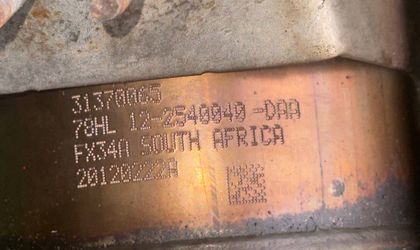 31370065
78HL 12-2540040-DAA
FX34A SOUTH AFRICA
20120222A